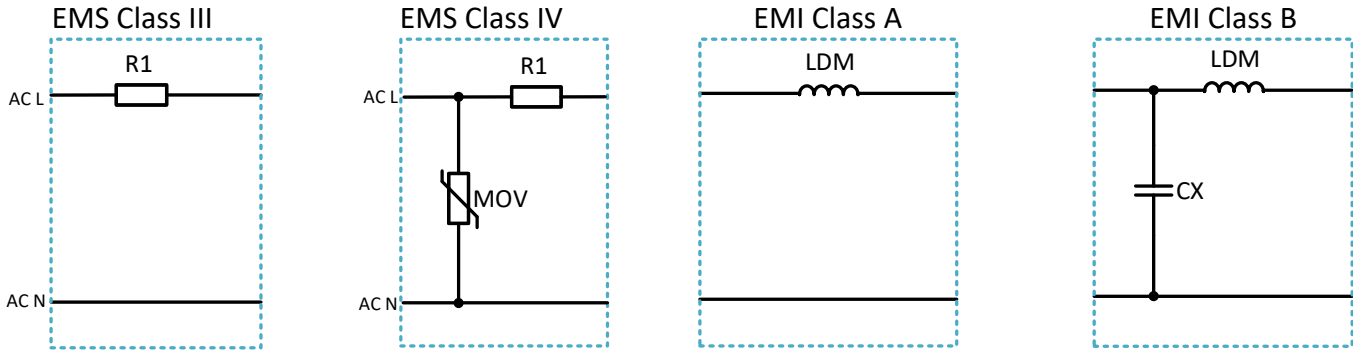 EMS Class III
EMS Class IV
EMI Class A
EMI Class B
R1
R1
LDM
LDM
AC L
AC L
MOV
CX
AC N
AC N